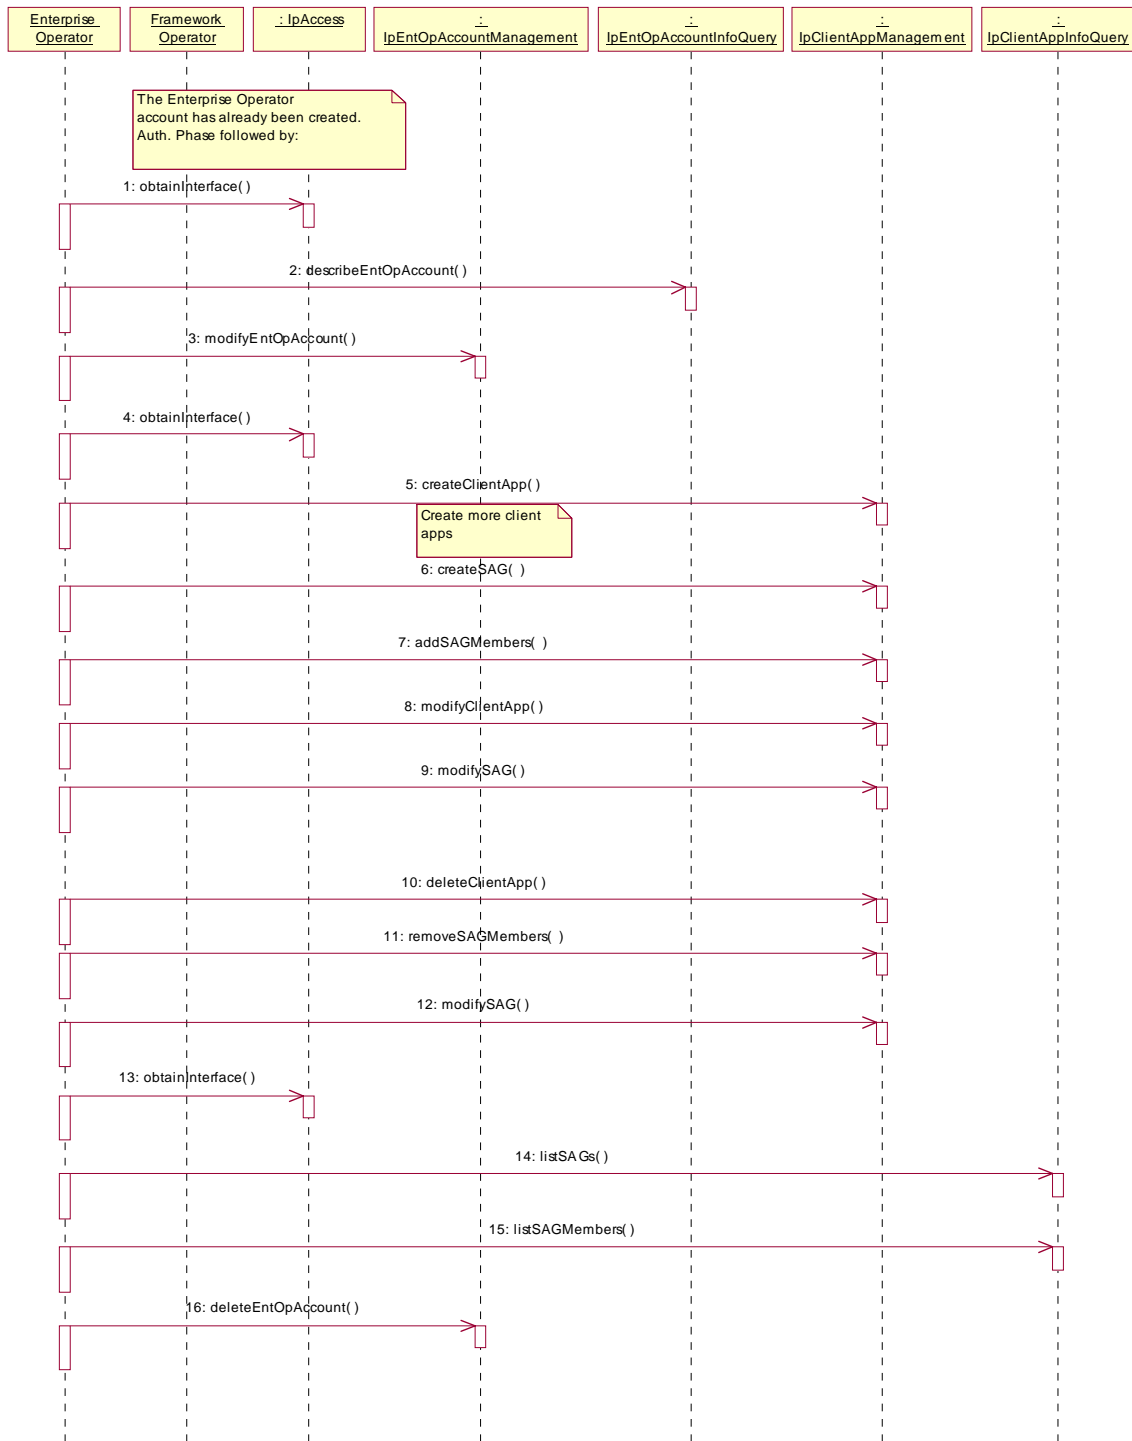 Enterprise
Operator
Framework
Operator
: IpAccess
:
IpEntOpAccountManagement
:
IpEntOpAccountInfoQuery
:
IpClientAppManagement
:
IpClientAppInfoQuery
The Enterprise Operator
account has already been created.
Auth. Phase followed by:
1: obtainInterface( )
2: describeEntOpAccount( )
3: modifyEntOpAccount( )
4: obtainInterface( )
5: createClientApp( )
Create more client
apps
6: createSAG( )
7: addSAGMembers( )
8: modifyClientApp( )
9: modifySAG( )
10: deleteClientApp( )
11: removeSAGMembers( )
12: modifySAG( )
13: obtainInterface( )
14: listSAGs( )
15: listSAGMembers( )
16: deleteEntOpAccount( )